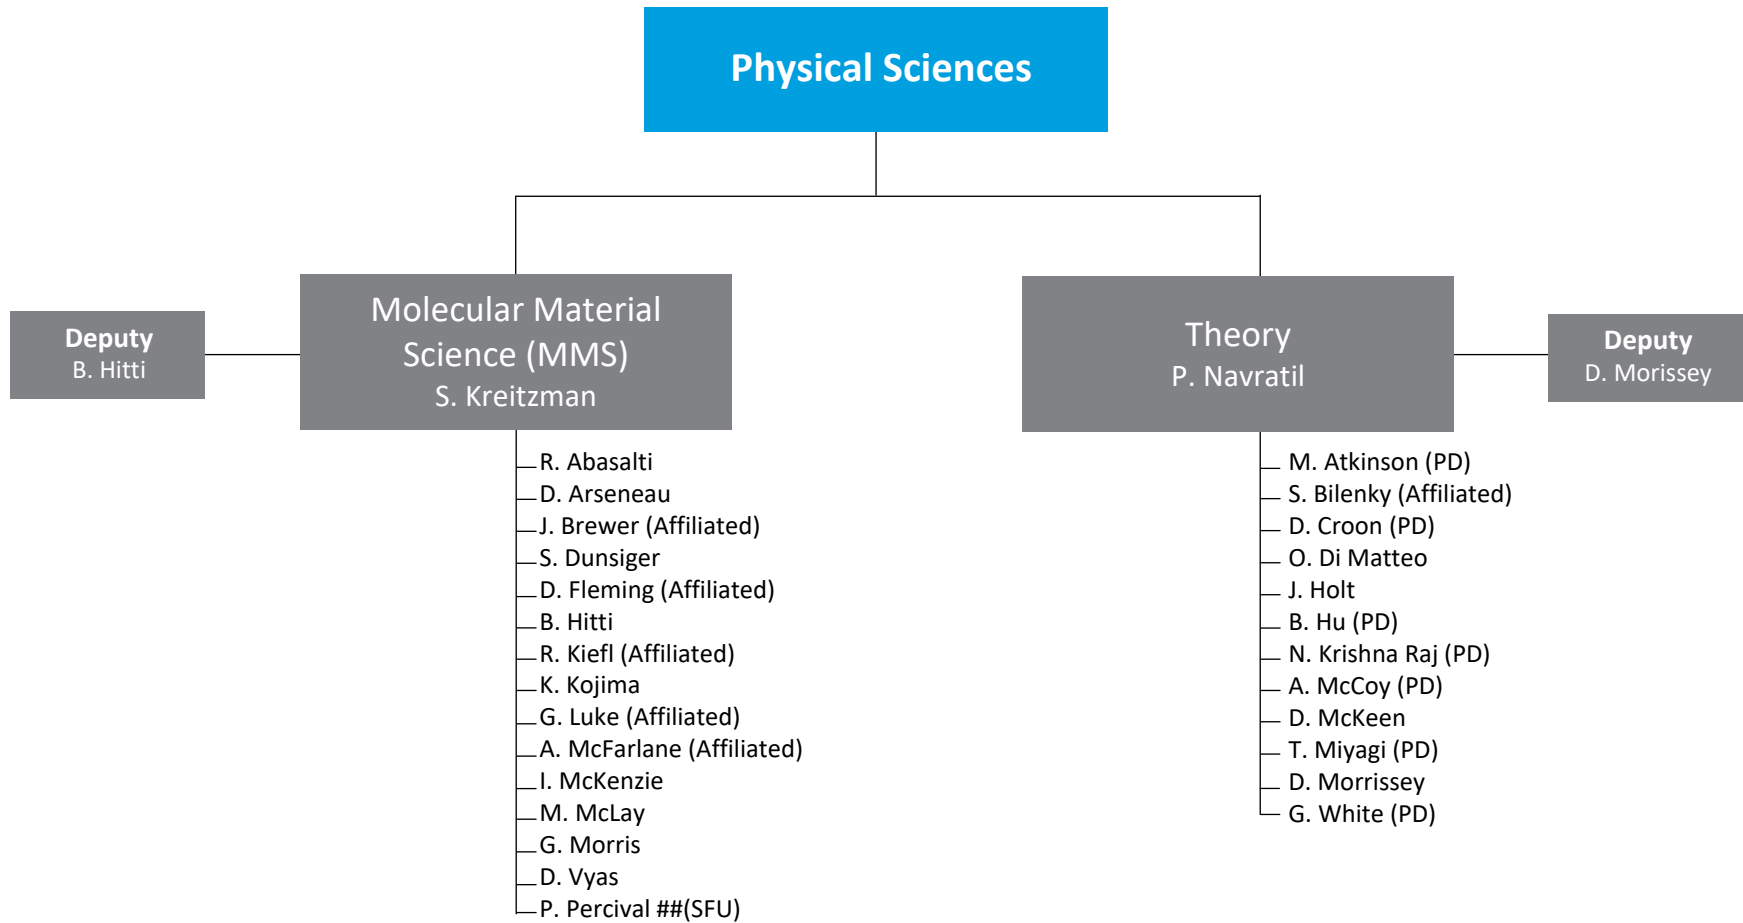 Physical Sciences
Deputy
B. Hitti
Molecular Material
Science (MMS)
S. Kreitzman
Theory
P. Navratil
Deputy
D. Morissey
R. Abasalti
D. Arseneau
J. Brewer (Affiliated)
S. Dunsiger
D. Fleming (Affiliated)
B. Hitti
R. Kiefl (Affiliated)
K. Kojima
G. Luke (Affiliated)
A. McFarlane (Affiliated)
I. McKenzie
M. McLay
G. Morris
D. Vyas
P. Percival ##(SFU)
M. Atkinson (PD)
S. Bilenky (Affiliated)
D. Croon (PD)
O. Di Matteo
J. Holt
B. Hu (PD)
N. Krishna Raj (PD)
A. McCoy (PD)
D. McKeen
T. Miyagi (PD)
D. Morrissey
G. White (PD)